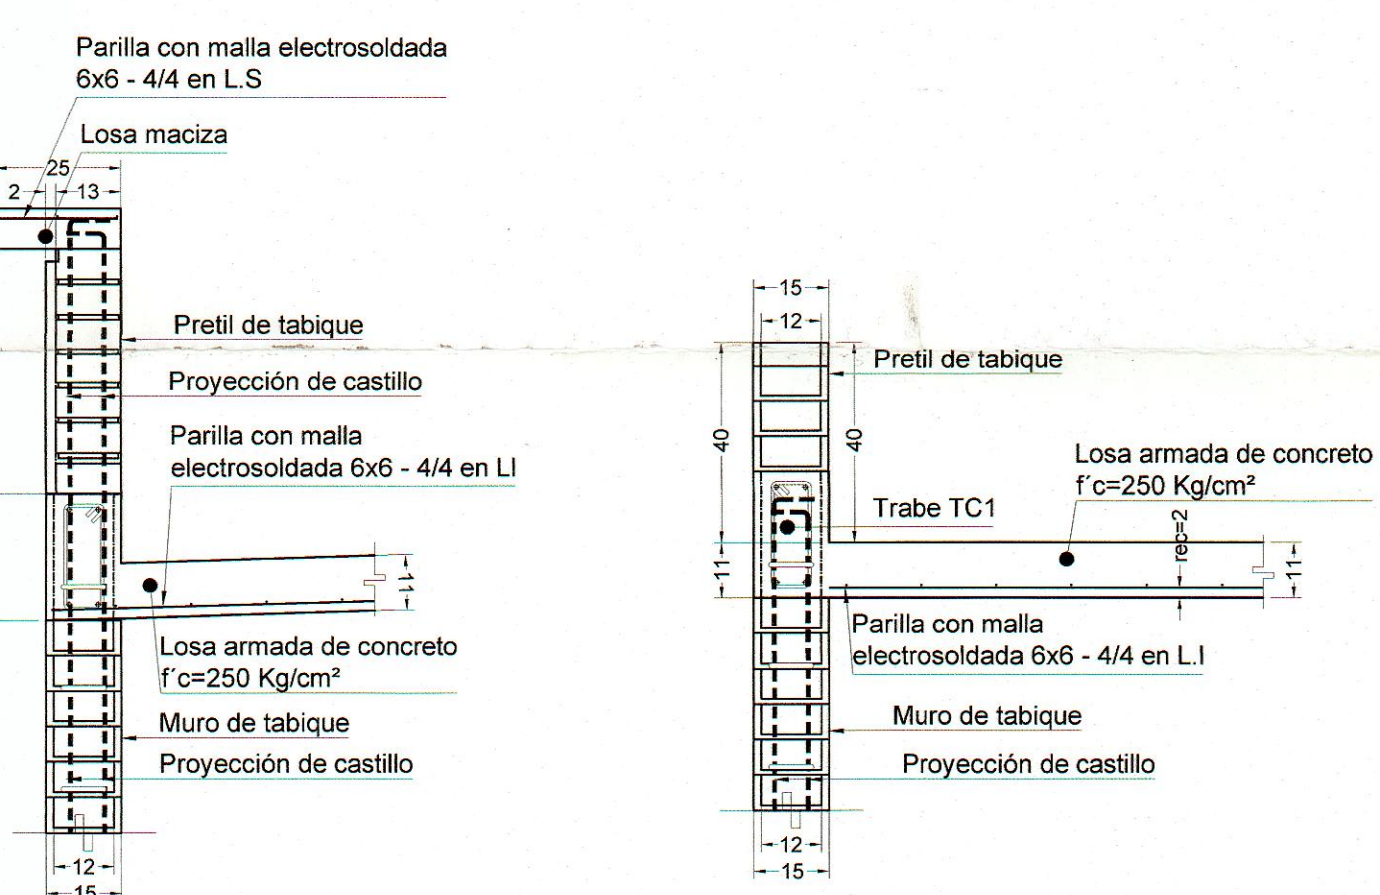 Parilla con malla electrosoldada
6x6 - 4/4 en L.S
Losa maciza
25
2
13
Pretil de tabique
Proyección de castillo
Parilla con malla
electrosoldada 6x6 - 4/4 en LI
11
Losa armada de concreto
f´c=250 Kg/cm²
Muro de tabique
Proyección de castillo
12
15
15
12
Pretil de tabique
40
40
Losa armada de concreto
f´c=250 Kg/cm²
Trabe TC1
rec=2
11
11
Parilla con malla
electrosoldada 6x6 - 4/4 en L.I
Muro de tabique
Proyección de castillo
12
15